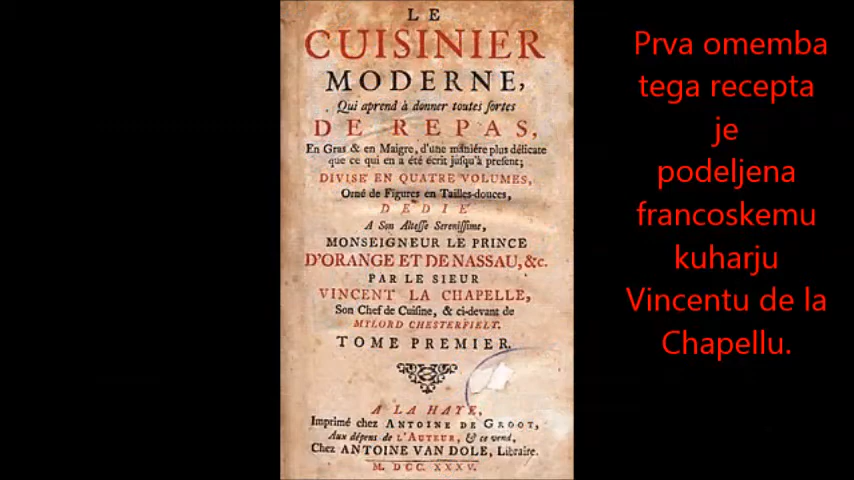 LE
CUISINIER
MODERNE,
Qui aprend à donner toutes sortes
DE REPAS,
En Gras & en Maigre, d'une maniére plus délicate
que ce qui en a été écrit jusqu'à present;
DIVISE' EN QUATRE VOLUMES,
Orné de Figures en Tailles-douces,
DEDIE'
A Son Altesse Serenissime,
MONSEIGNEUR LE PRINCE
D'ORANGE ET DE NASSAU, &c.
PAR LE SIEUR
VINCENT LA CHAPELLE,
Son Chef de Cuisine, & ci-devant de
MYLORD CHESTERFIELT.
TOME PREMIER.
A LA HAYE,
Imprimé chez ANTOINE DE GROOT,
Aux dépens de L'AUTEUR, & ce vend,
Chez ANTOINE VAN DOLE, Libraire.
M. DCC. XXXV.
Prva omemba
tega recepta
je
podeljena
francoskemu
kuharju
Vincentu de la
Chapellu.